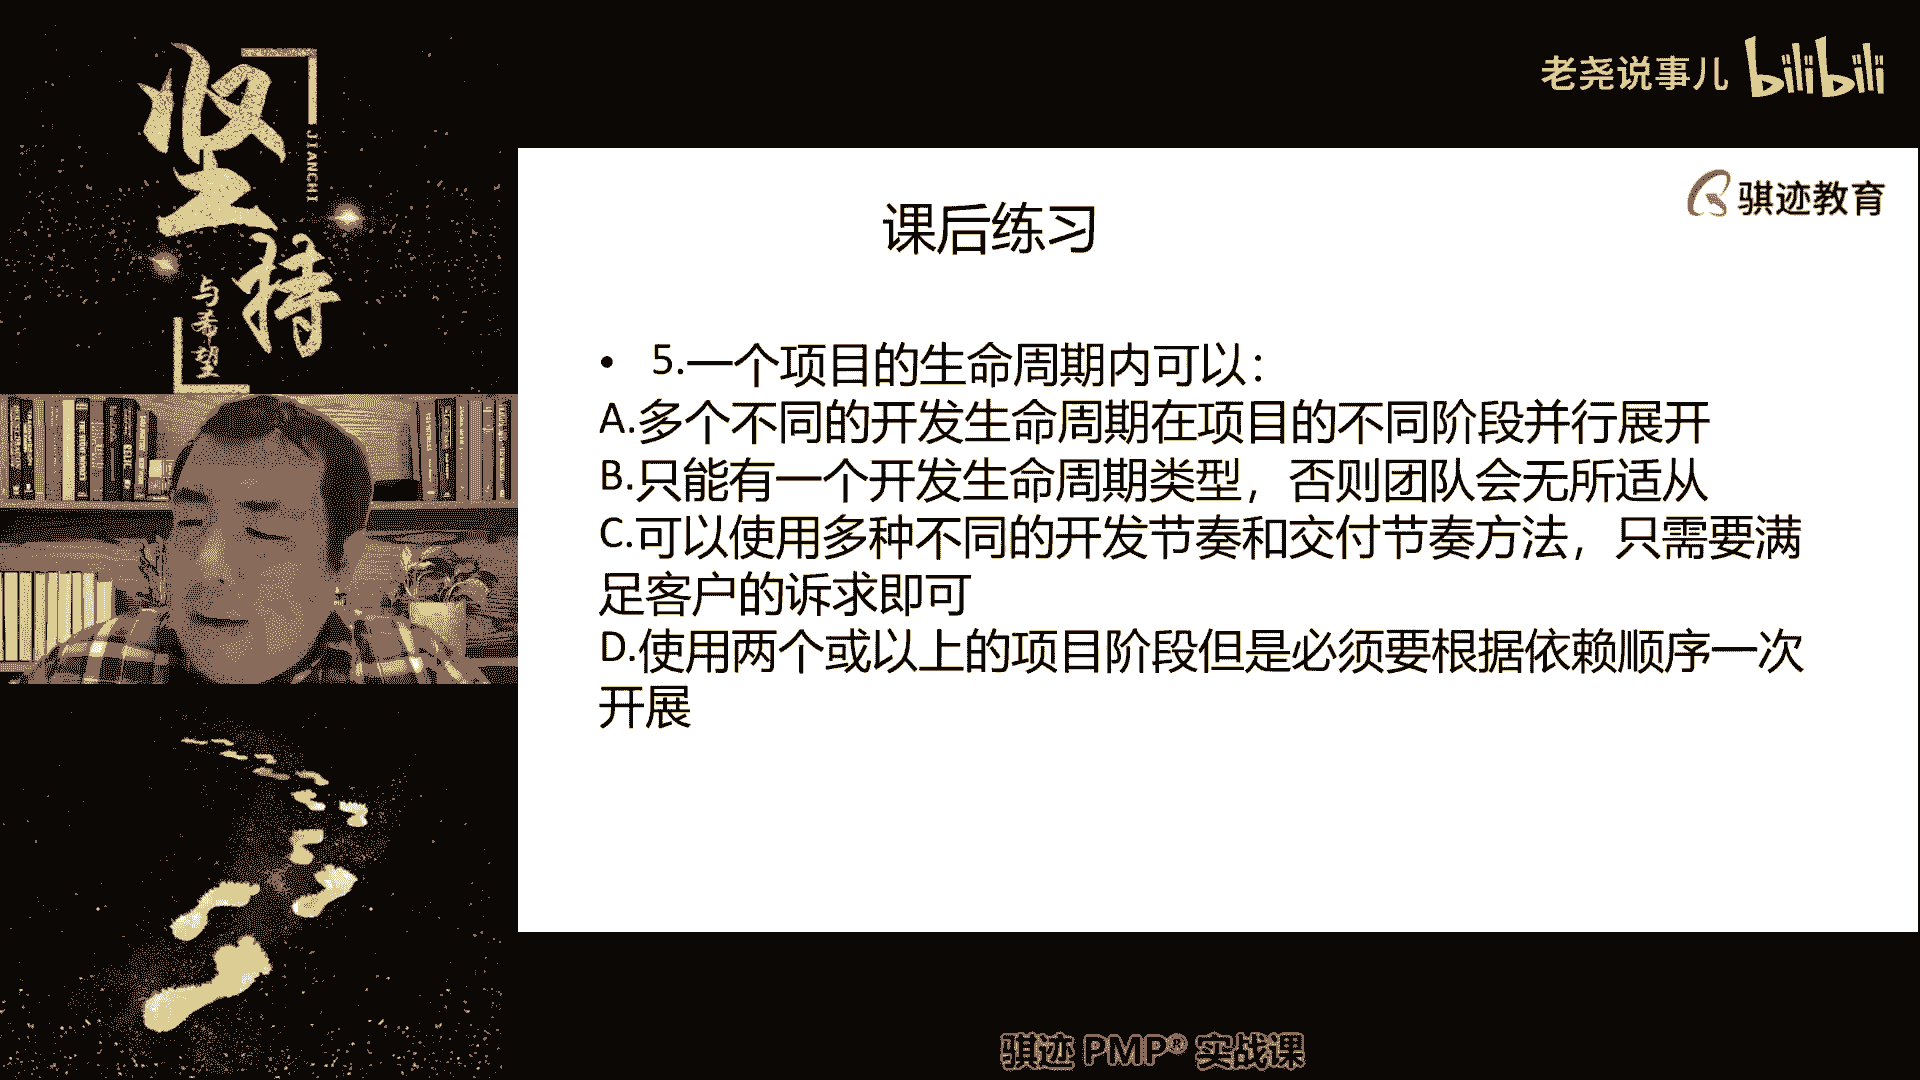 坚持
JIANCHI
与希望
老尧说事儿 bilibili
骐迹教育
课后练习
• 5.一个项目的生命周期内可以：
A.多个不同的开发生命周期在项目的不同阶段并行展开
B.只能有一个开发生命周期类型，否则团队会无所适从
C.可以使用多种不同的开发节奏和交付节奏方法，只需要满
足客户的诉求即可
D.使用两个或以上的项目阶段但是必须要根据依赖顺序一次
开展
骐迹 PMP® 实战课